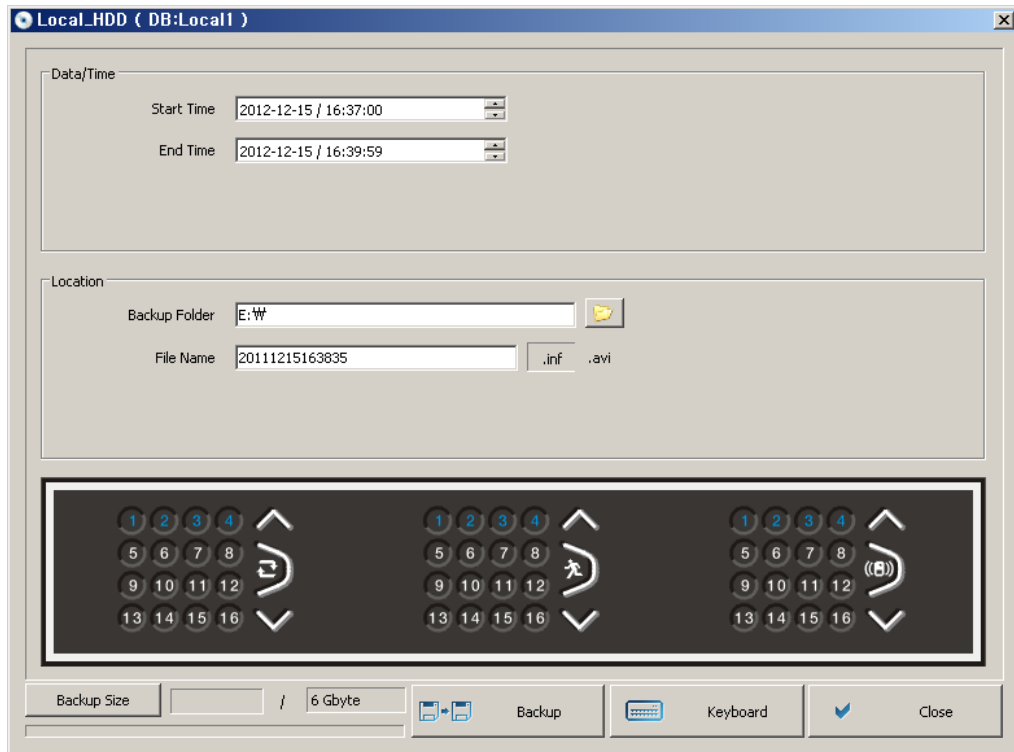 Local_HDD ( DB:Local1 )
Data/Time
Start Time 2012-12-15 / 16:37:00
End Time 2012-12-15 / 16:39:59
Location
Backup Folder E:₩
File Name 20111215163835 .inf .avi
1 2 3 4 1 2 3 4 1 2 3 4
5 6 7 8 5 6 7 8 5 6 7 8
9 10 11 12 9 10 11 12 9 10 11 12
13 14 15 16 13 14 15 16 13 14 15 16
Backup Size / 6 Gbyte Backup Keyboard Close